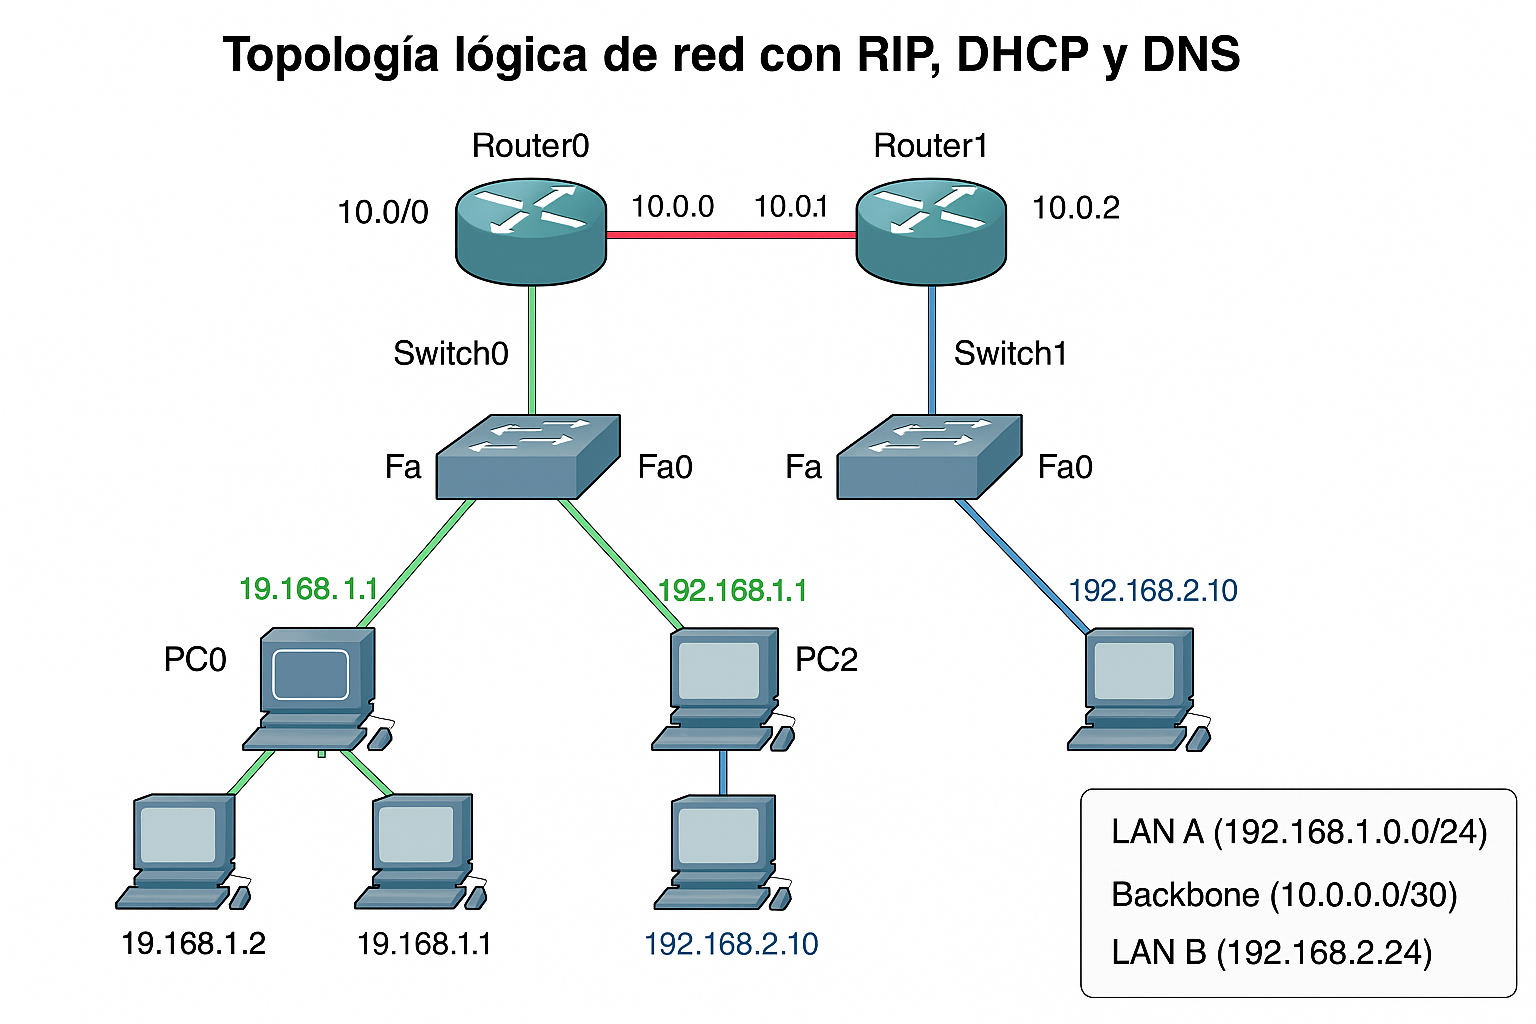 Topología lógica de red con RIP, DHCP y DNS
Router0
Router1
10.0/0
10.0.0
10.0.1
10.0.2
Switch0
Switch1
Fa
Fa0
Fa
Fa0
19.168.1.1
192.168.1.1
192.168.2.10
PC0
PC2
19.168.1.2
19.168.1.1
192.168.2.10
LAN A (192.168.1.0.0/24)
Backbone (10.0.0.0/30)
LAN B (192.168.2.24)